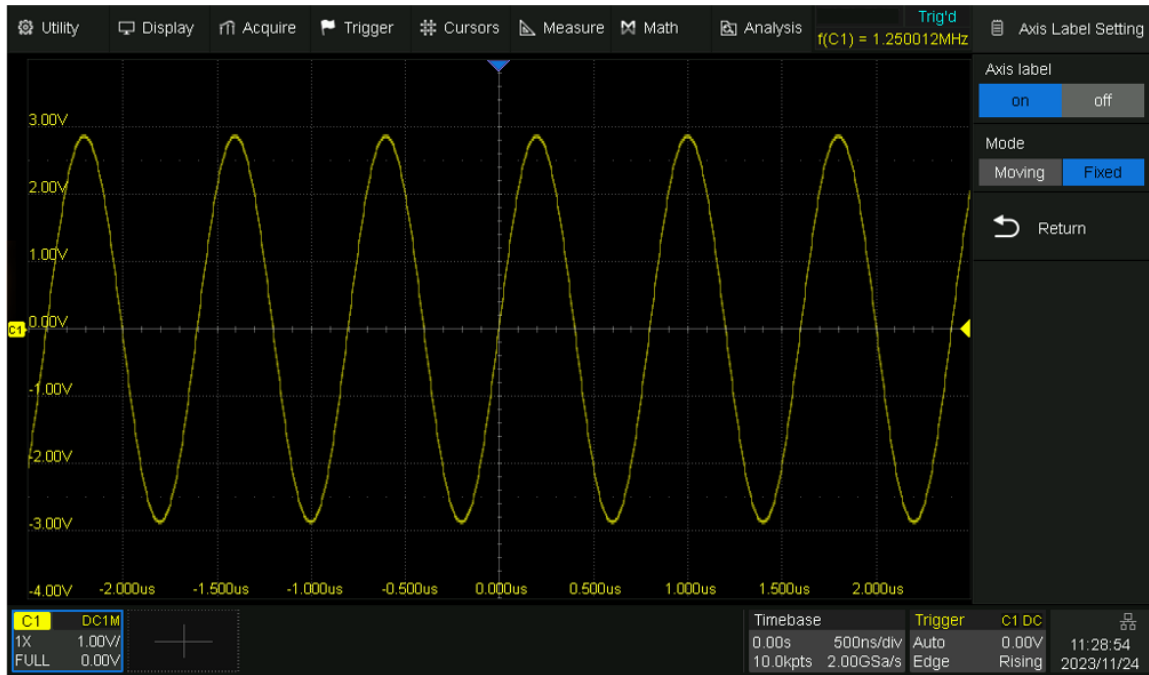 Utility Display Acquire Trigger Cursors Measure Math Analysis
Trig'd
f(C1) = 1.250012MHz
Axis Label Setting
Axis label
on off
Mode
Moving Fixed
Return
3.00V
2.00V
1.00V
C1 0.00V
-1.00V
-2.00V
-3.00V
-4.00V -2.000us -1.500us -1.000us -0.500us 0.000us 0.500us 1.000us 1.500us 2.000us
C1 DC1M
1X 1.00V/
FULL 0.00V
Timebase
0.00s 500ns/div
10.0kpts 2.00GSa/s
Trigger C1 DC
Auto 0.00V
Edge Rising
11:28:54
2023/11/24